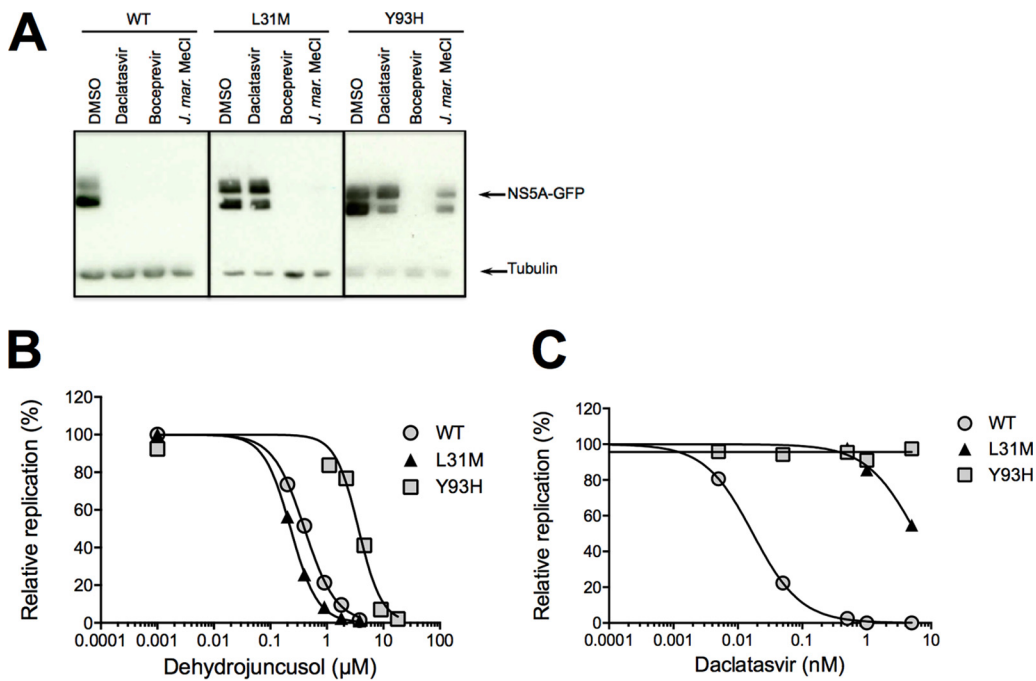 A
WT L31M Y93H
DMSO Daclatasvir Boceprevir J. mar. MeCl DMSO Daclatasvir Boceprevir J. mar. MeCl DMSO Daclatasvir Boceprevir J. mar. MeCl
NS5A-GFP
Tubulin
B
Relative replication (%)
120
100
80
60
40
20
0
0.0001 0.001 0.01 0.1 1 10 100
Dehydrojuncusol (µM)
WT
L31M
Y93H
C
Relative replication (%)
120
100
80
60
40
20
0
0.0001 0.001 0.01 0.1 1 10
Daclatasvir (nM)
WT
L31M
Y93H